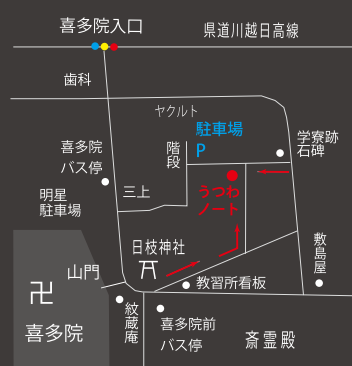 喜多院入口
県道川越日高線
歯科
ヤクルト
駐車場
P
階段
学寮跡
石碑
喜多院
バス停
明星
駐車場
三上
うつわ
ノート
日枝神社
敷島屋
山門
卍
喜多院
教習所看板
紋蔵庵
喜多院前
バス停
斎霊殿